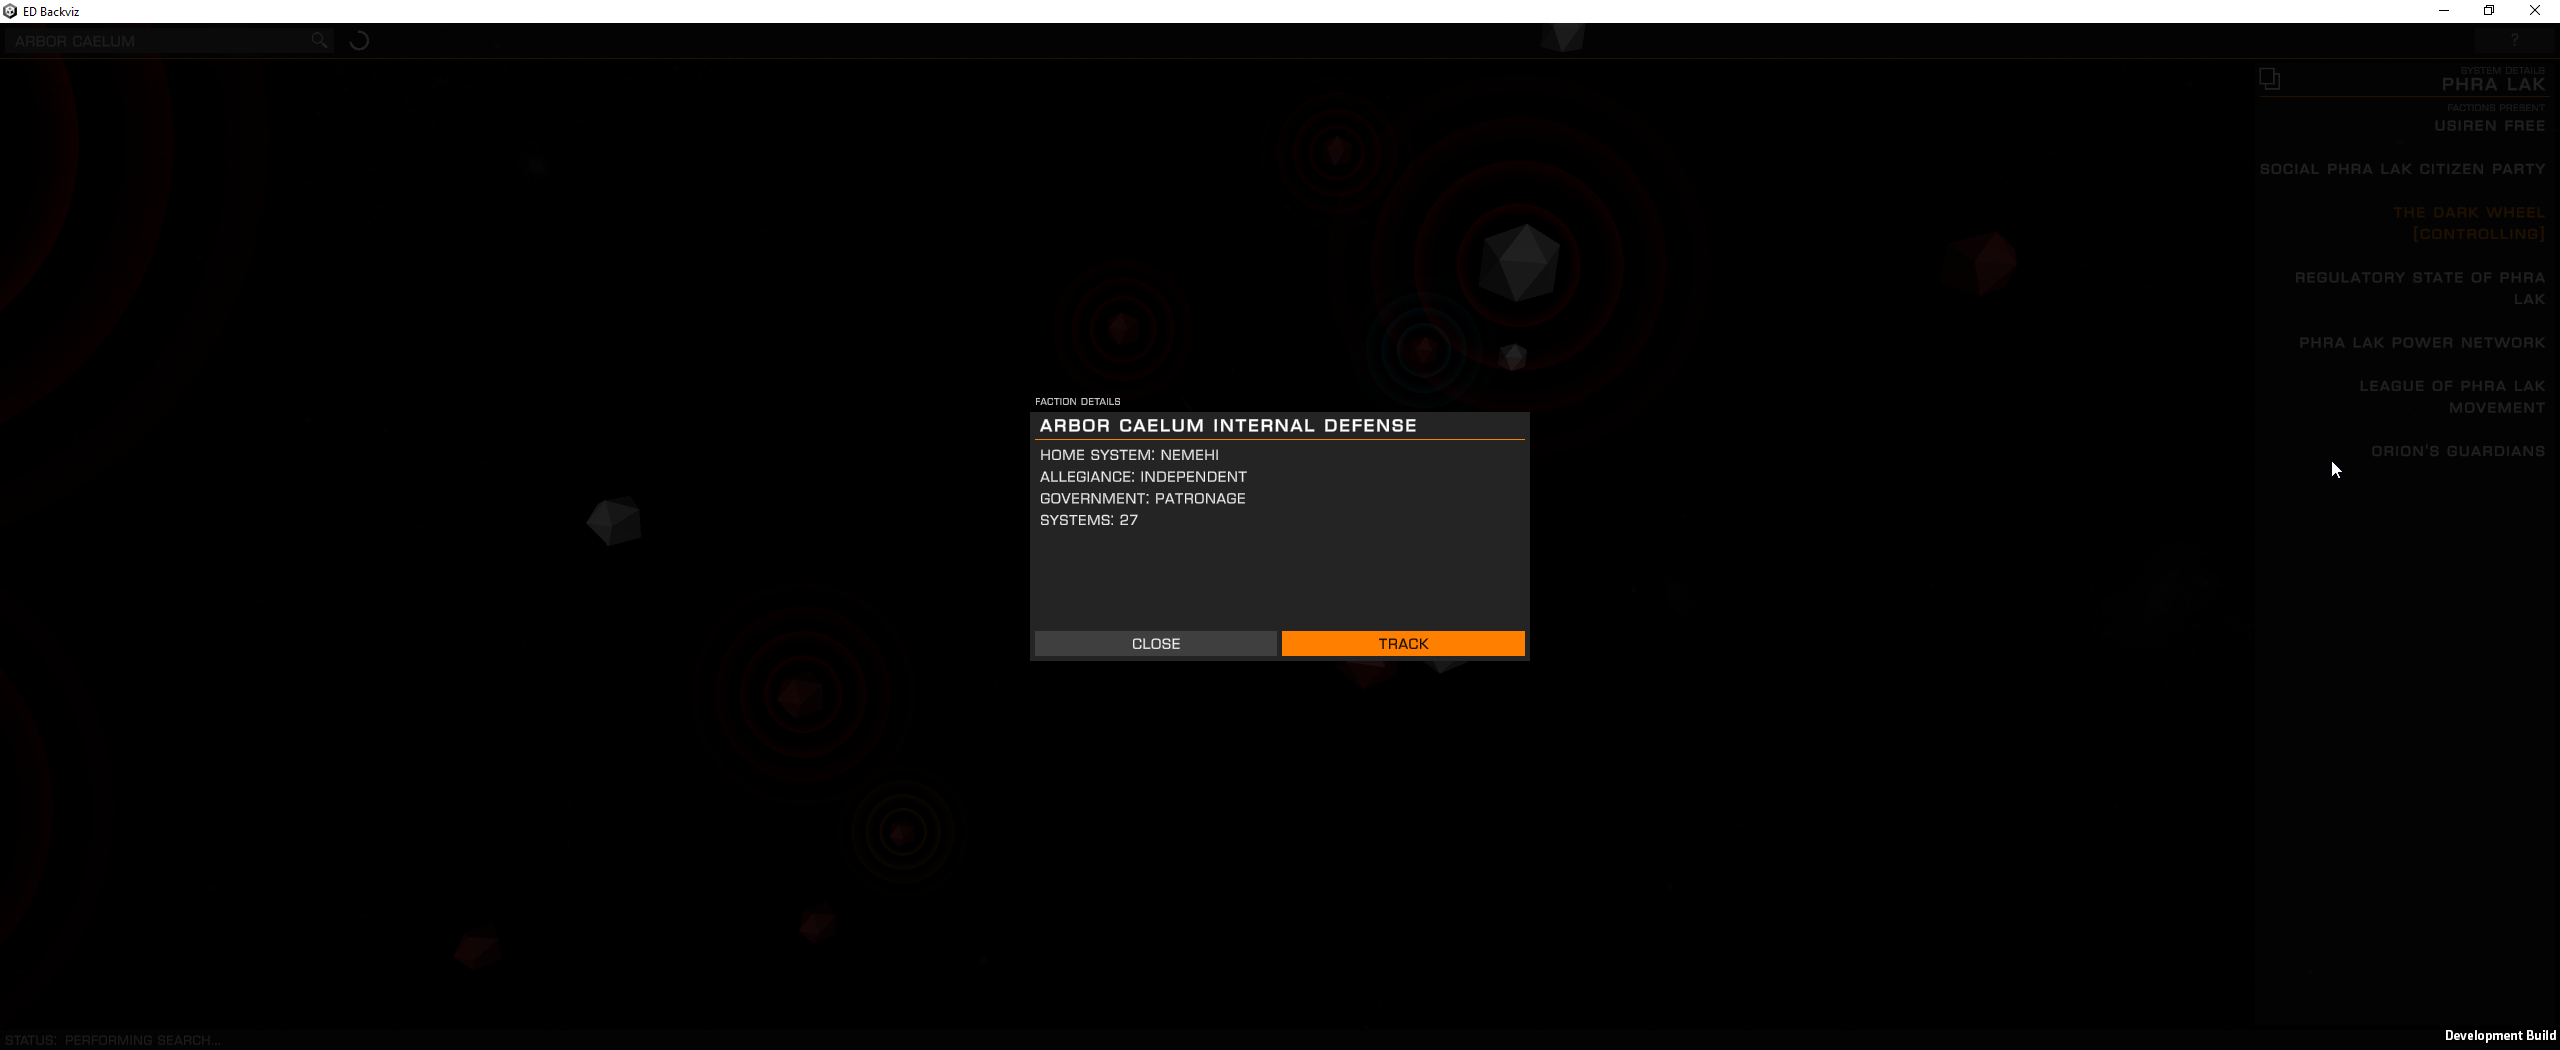 ED Backviz
ARBOR CAELUM
?
SYSTEM DETAILS
PHRA LAK
FACTIONS PRESENT
USIREN FREE
SOCIAL PHRA LAK CITIZEN PARTY
THE DARK WHEEL
[CONTROLLING]
REGULATORY STATE OF PHRA
LAK
PHRA LAK POWER NETWORK
LEAGUE OF PHRA LAK
MOVEMENT
ORION'S GUARDIANS
FACTION DETAILS
ARBOR CAELUM INTERNAL DEFENSE
HOME SYSTEM: NEMEHI
ALLEGIANCE: INDEPENDENT
GOVERNMENT: PATRONAGE
SYSTEMS: 27
CLOSE
TRACK
STATUS: PERFORMING SEARCH...
Development Build